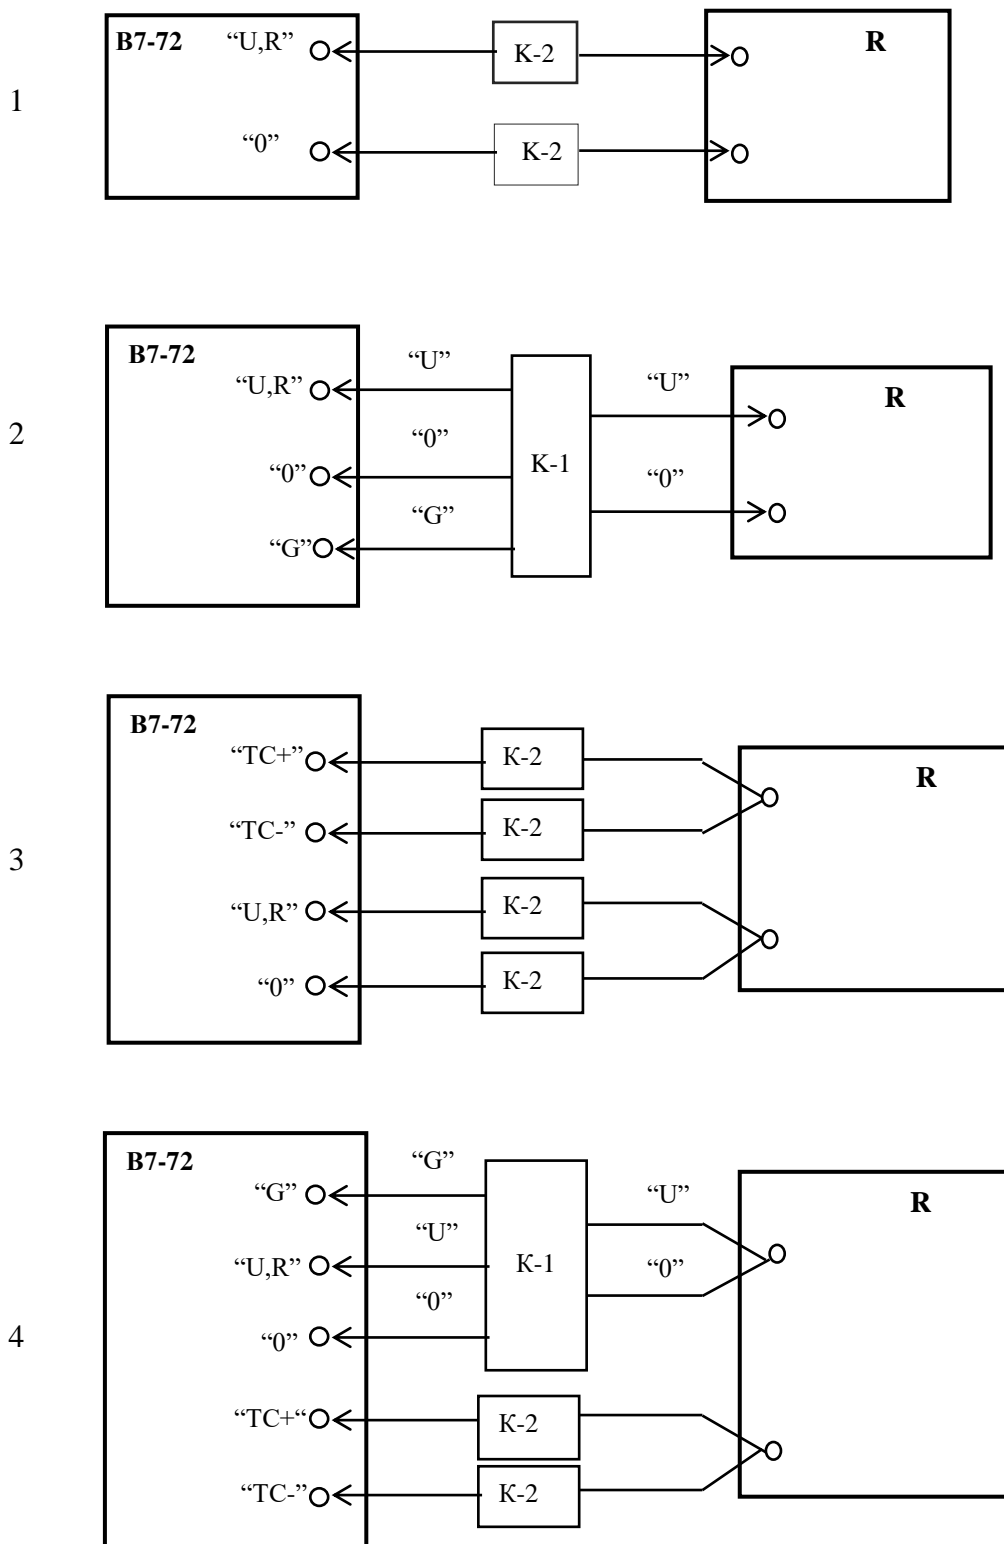 B7-72 “U,R” K-2 R
1
“0” K-2
B7-72 “U” “U” R
“U,R”
“0”
2
“0” K-1 “0”
“G”
“G”
B7-72
“TC+” К-2 R
“TC-” К-2
3
“U,R” К-2
“0” К-2
B7-72 “G” “U” R
“G”
“U”
“U,R” К-1 “0”
“0”
4 “0”
“TC+“ К-2
“TC-” К-2